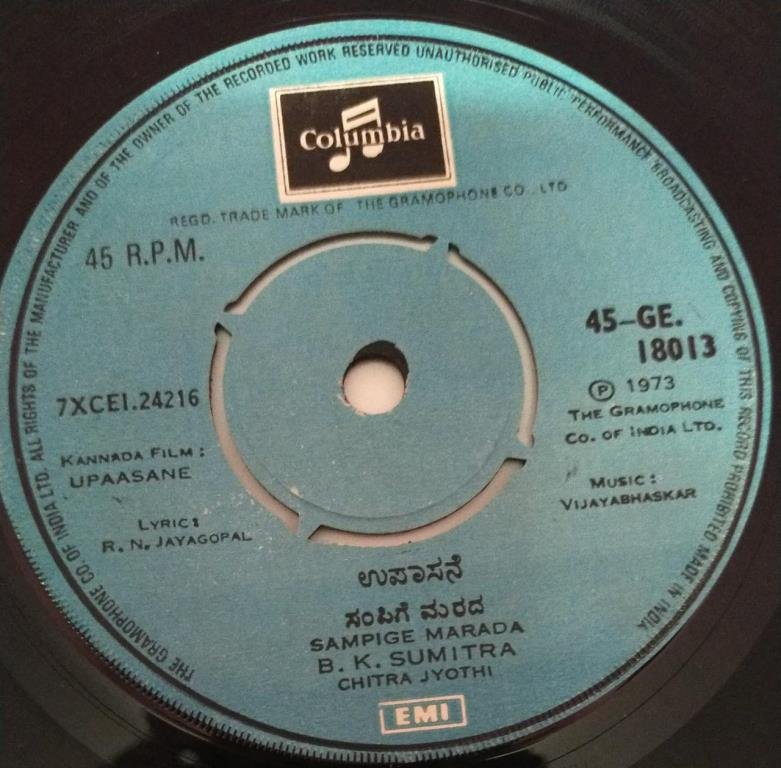 THE GRAMOPHONE CO. OF INDIA LTD. ALL RIGHTS OF THE MANUFACTURER AND OF THE OWNER OF THE RECORDED WORK RESERVED UNAUTHORISED PUBLIC PERFORMANCE BROADCASTING AND COPYING OF THIS RECORD PROHIBITED MADE IN INDIA
Columbia
REGD. TRADE MARK OF THE GRAMOPHONE CO., LTD
45 R.P.M.
45-GE.
18013
7XCEI.24216
℗ 1973
THE GRAMOPHONE
CO. OF INDIA LTD.
KANNADA FILM:
UPAASANE
MUSIC:
VIJAYABHASKAR
LYRIC:
R. N. JAYAGOPAL
ಉಪಾಸನೆ
ಸಂಪಿಗೆ ಮರದ
SAMPIGE MARADA
B. K. SUMITRA
CHITRA JYOTHI
EMI